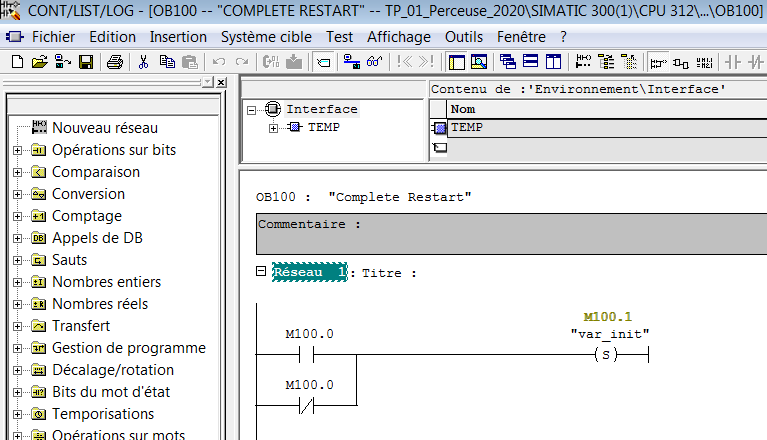 CONT/LIST/LOG - [OB100 -- "COMPLETE RESTART" -- TP_01_Perceuse_2020\SIMATIC 300(1)\CPU 312\...\OB100]
Fichier Edition Insertion Système cible Test Affichage Outils Fenêtre ?
Contenu de :'Environnement\Interface'
Interface
Nom
TEMP
TEMP
Nouveau réseau
Opérations sur bits
Comparaison
Conversion
Comptage
Appels de DB
Sauts
Nombres entiers
Nombres réels
Transfert
Gestion de programme
Décalage/rotation
Bits du mot d'état
Temporisations
Opérations sur mots
OB100 : "Complete Restart"
Commentaire :
Réseau 1 : Titre :
M100.1
M100.0
"var_init"
S
M100.0